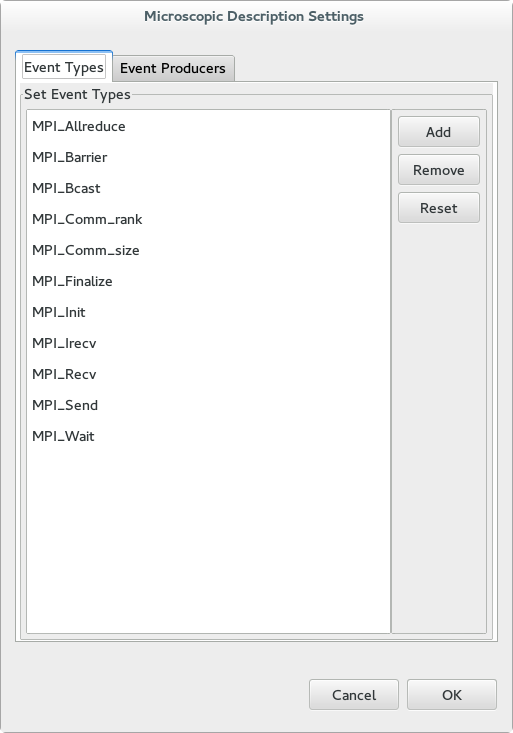 Microscopic Description Settings
Event Types
Event Producers
Set Event Types
MPI_Allreduce
MPI_Barrier
MPI_Bcast
MPI_Comm_rank
MPI_Comm_size
MPI_Finalize
MPI_Init
MPI_Irecv
MPI_Recv
MPI_Send
MPI_Wait
Add
Remove
Reset
Cancel
OK